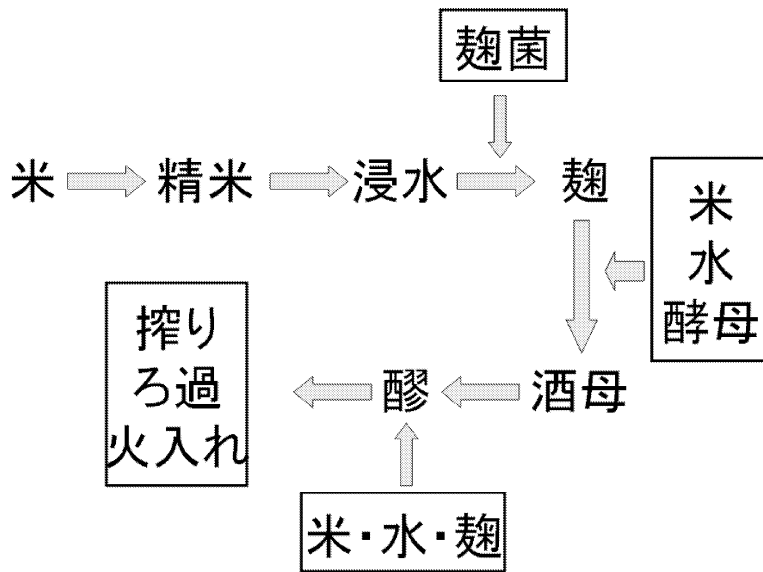 麹菌
米
精米
浸水
麹
米
水
酵母
酒母
醪
搾り
ろ過
火入れ
米・水・麹